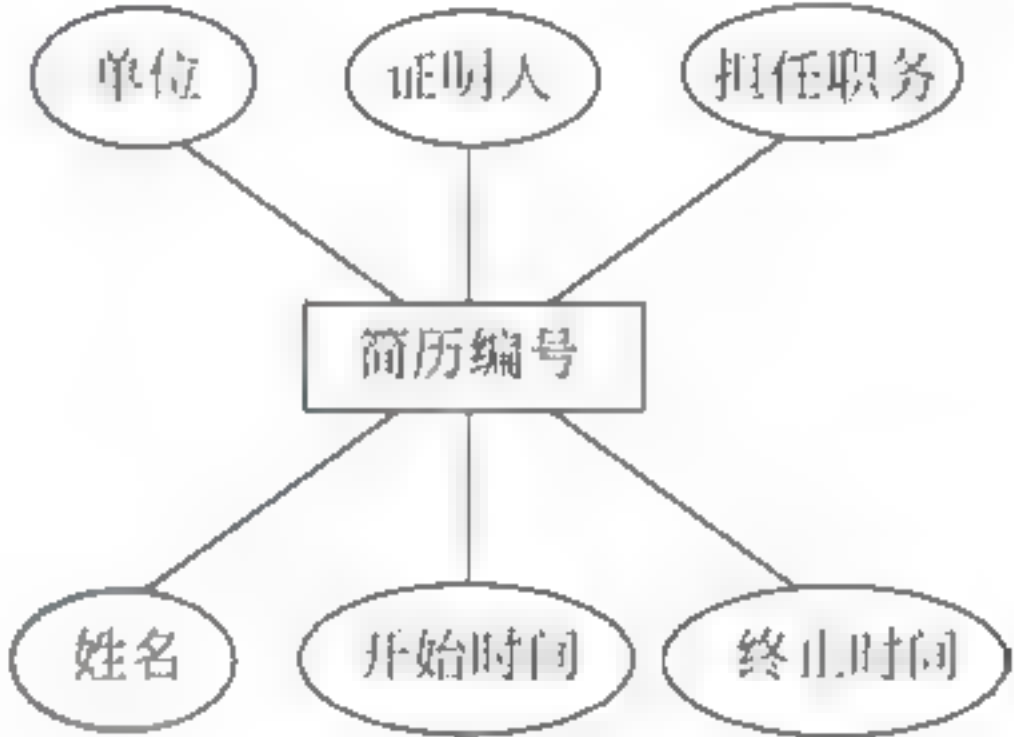 单位
证明人
担任职务
简历编号
姓名
开始时间
终止时间